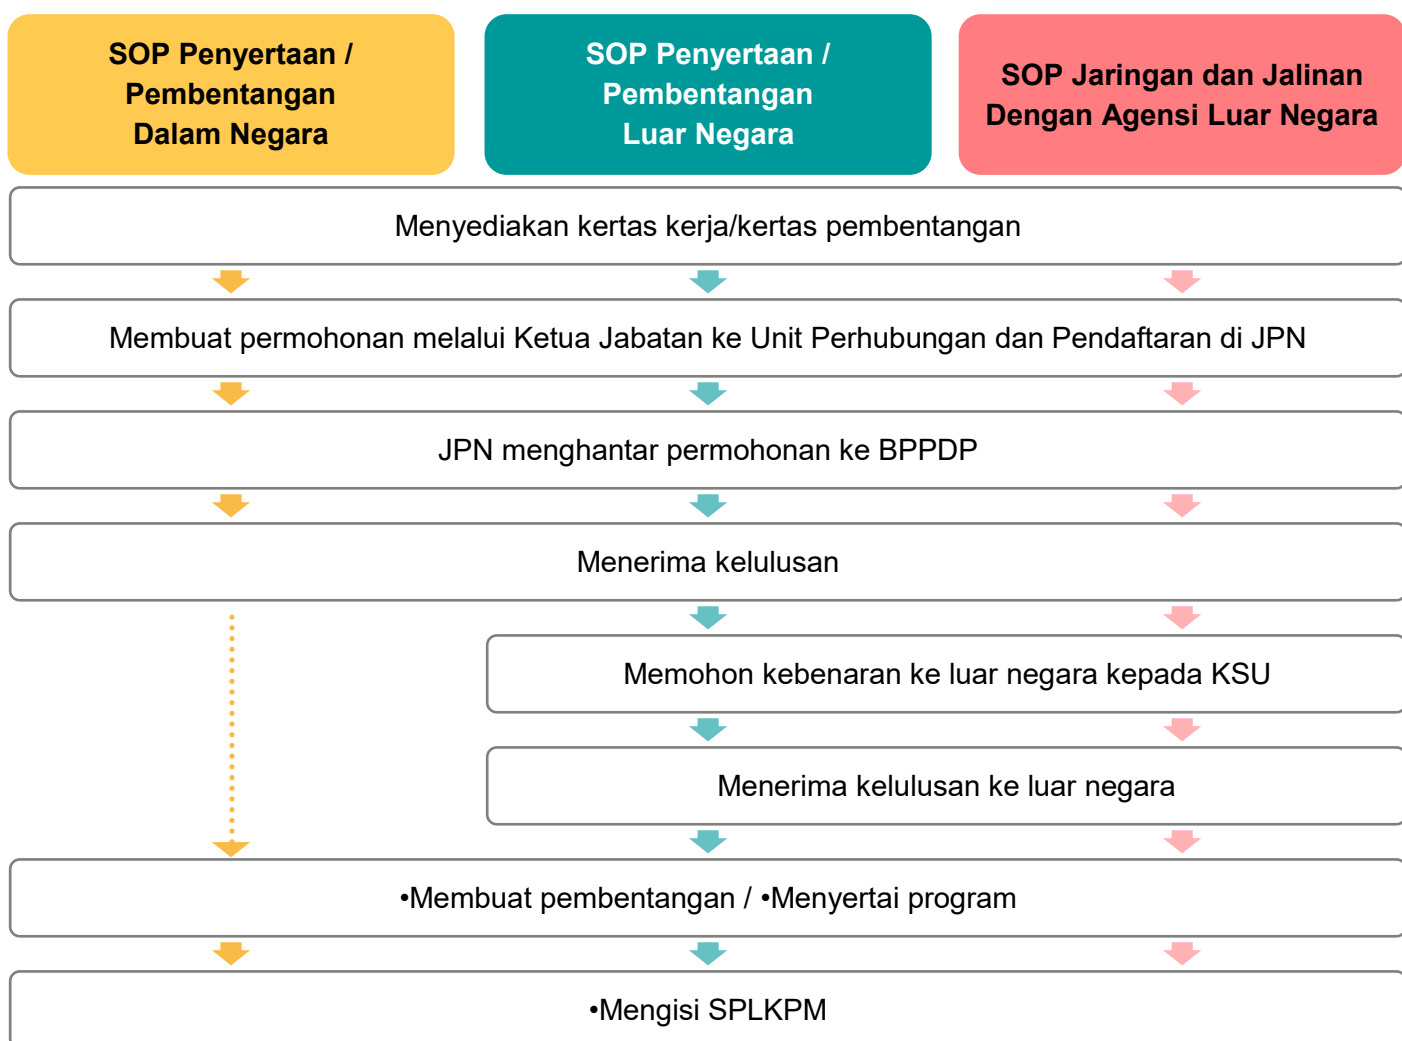 SOP Penyertaan /
Pembentangan
Dalam Negara
SOP Penyertaan /
Pembentangan
Luar Negara
SOP Jaringan dan Jalinan
Dengan Agensi Luar Negara
Menyediakan kertas kerja/kertas pembentangan
Membuat permohonan melalui Ketua Jabatan ke Unit Perhubungan dan Pendaftaran di JPN
JPN menghantar permohonan ke BPPDP
Menerima kelulusan
Memohon kebenaran ke luar negara kepada KSU
Menerima kelulusan ke luar negara
•Membuat pembentangan / •Menyertai program
•Mengisi SPLKPM